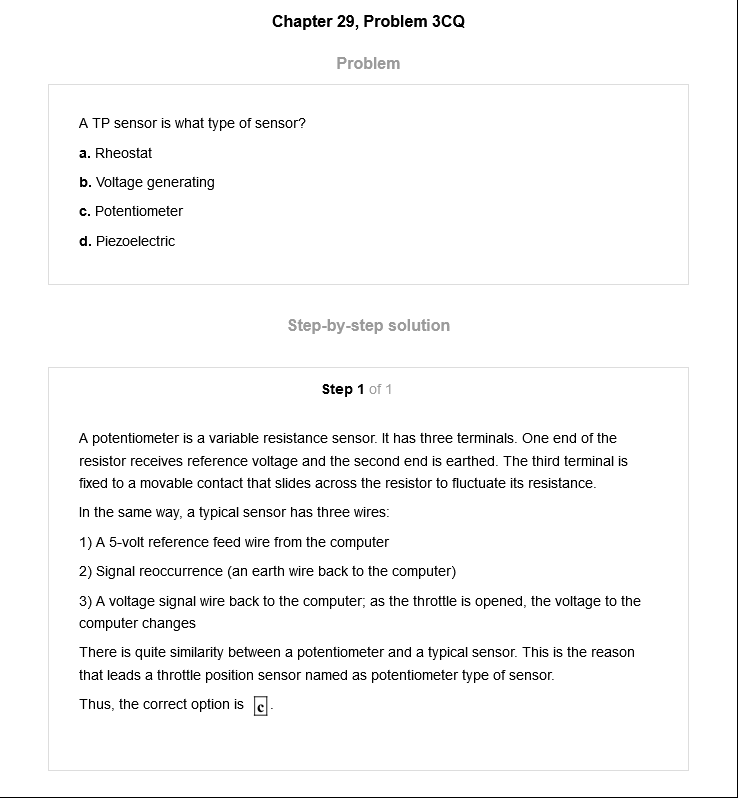 Chapter 29, Problem 3CQ
Problem
A TP sensor is what type of sensor?
a. Rheostat
b. Voltage generating
c. Potentiometer
d. Piezoelectric
Step-by-step solution
Step 1 of 1
A potentiometer is a variable resistance sensor. It has three terminals. One end of the
resistor receives reference voltage and the second end is earthed. The third terminal is
fixed to a movable contact that slides across the resistor to fluctuate its resistance.
In the same way, a typical sensor has three wires:
1) A 5-volt reference feed wire from the computer
2) Signal reoccurrence (an earth wire back to the computer)
3) A voltage signal wire back to the computer; as the throttle is opened, the voltage to the
computer changes
There is quite similarity between a potentiometer and a typical sensor. This is the reason
that leads a throttle position sensor named as potentiometer type of sensor.
Thus, the correct option is c.